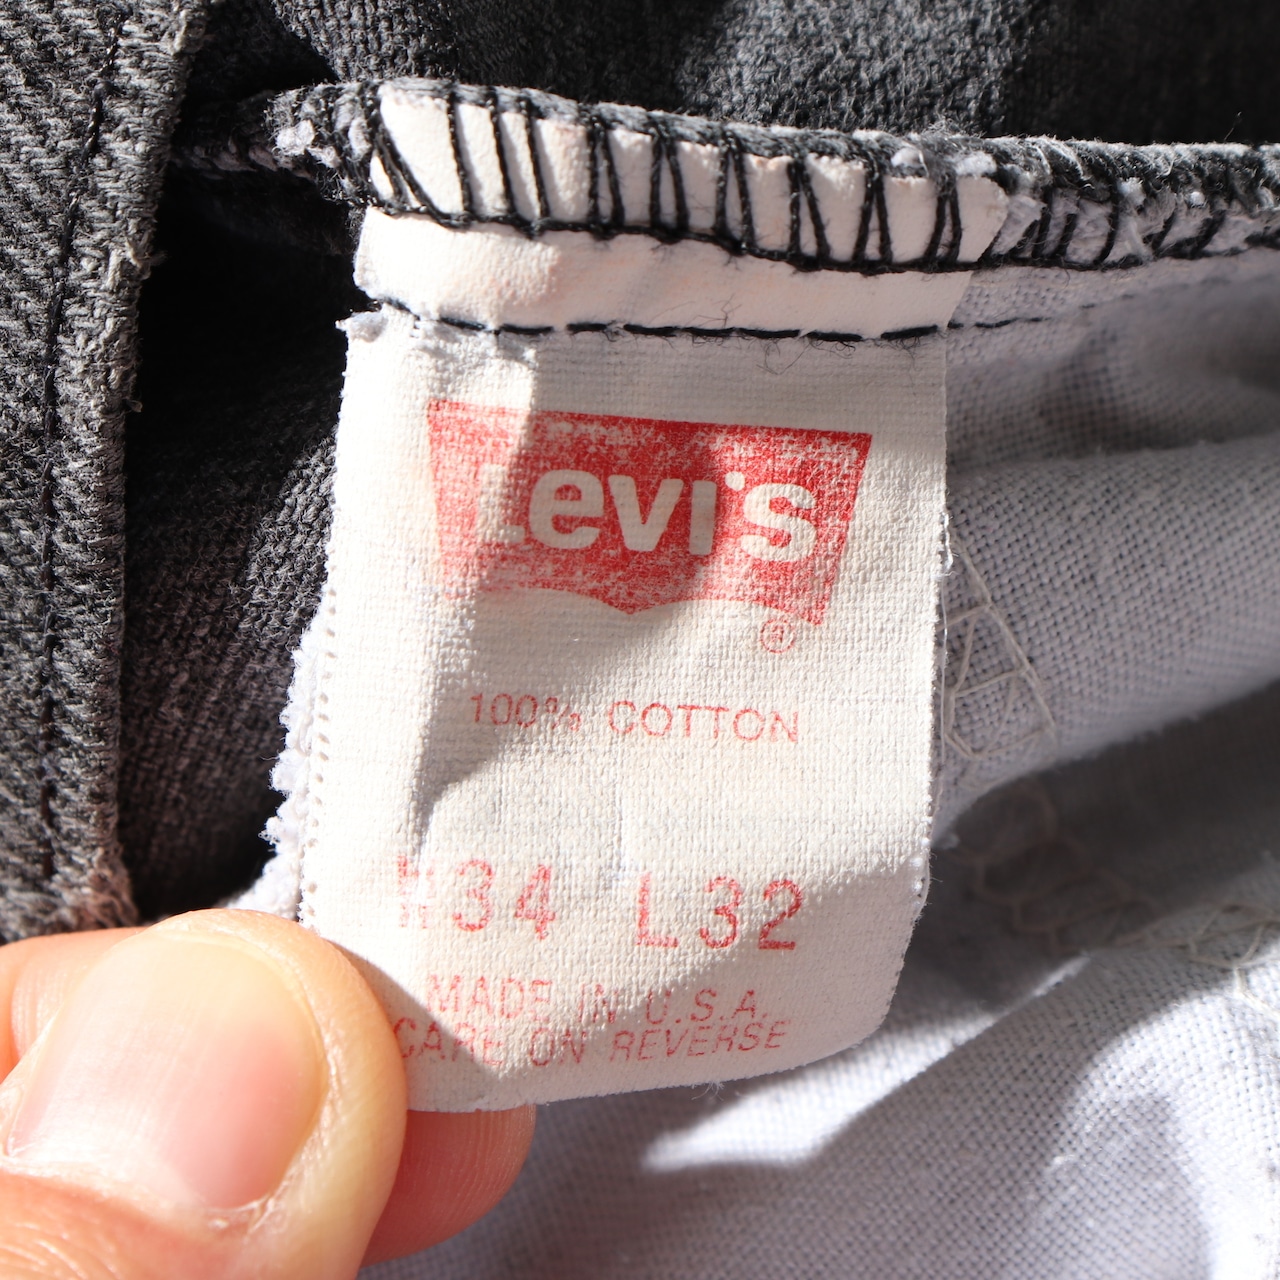 Levi's
®
100% COTTON
W34 L32
MADE IN U.S.A.
CARE ON REVERSE